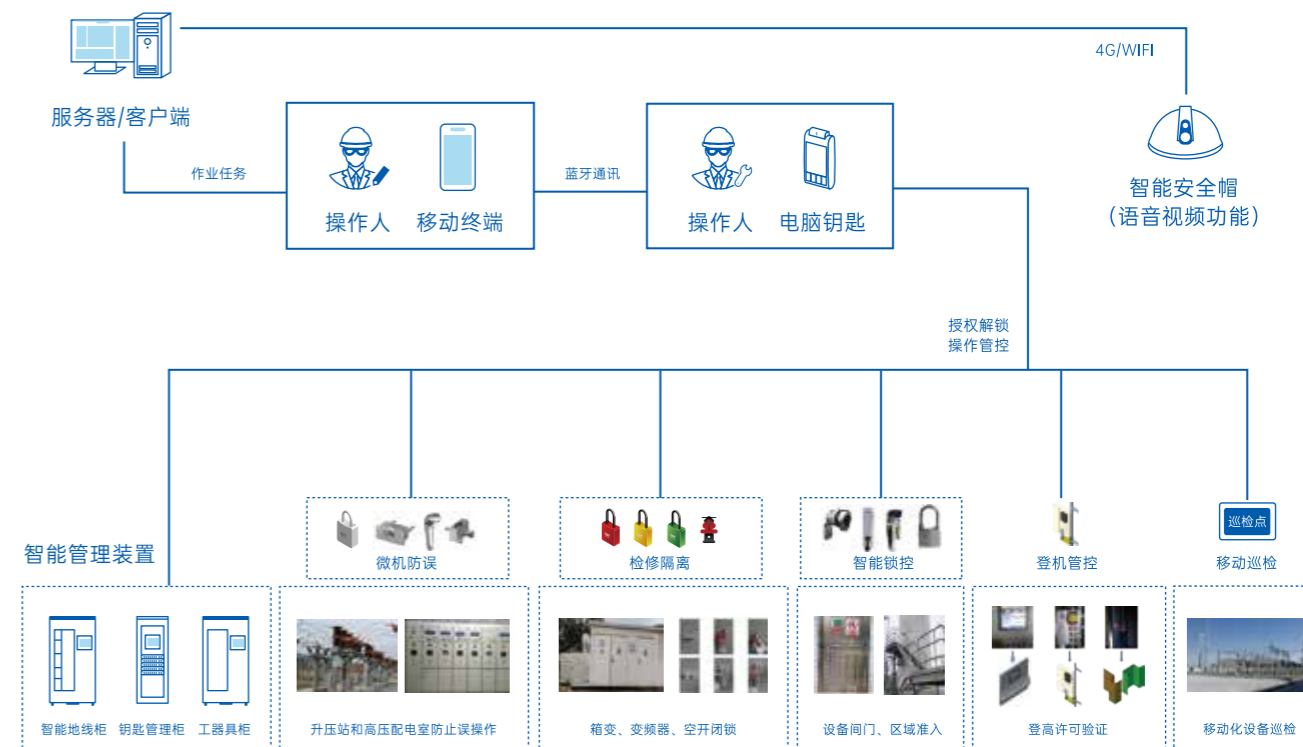 4G/WIFI
服务器/客户端
作业任务
蓝牙通讯
操作人
移动终端
操作人
电脑钥匙
智能安全帽
（语音视频功能）
授权解锁
操作管控
巡检点
智能管理装置
微机防误
检修隔离
智能锁控
登机管控
移动巡检
智能地线柜
钥匙管理柜
工器具柜
升压站和高压配电室防止误操作
箱变、变频器、空开闭锁
设备间门、区域准入
登高许可验证
移动化设备巡检